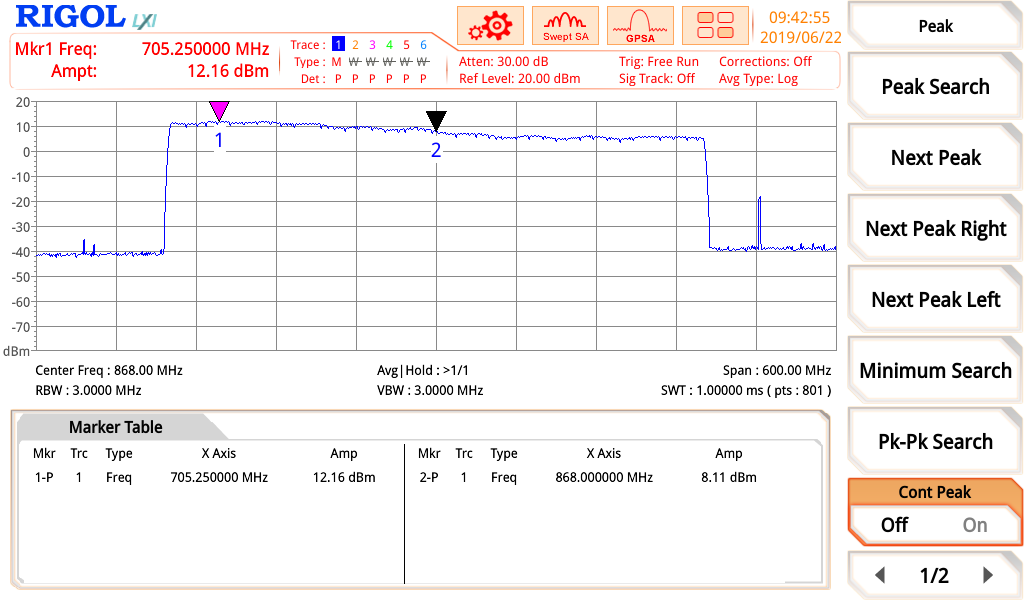 RIGOL LXI
Mkr1 Freq: 705.250000 MHz
Ampt: 12.16 dBm
Trace : 1 2 3 4 5 6
Type : M W W W W W
Det : P P P P P P
Swept SA
GPSA
09:42:55
2019/06/22
Atten: 30.00 dB Trig: Free Run Corrections: Off
Ref Level: 20.00 dBm Sig Track: Off Avg Type: Log
20
10
0
-10
-20
-30
-40
-50
-60
-70
dBm
1
2
Center Freq : 868.00 MHz Avg|Hold : >1/1 Span : 600.00 MHz
RBW : 3.0000 MHz VBW : 3.0000 MHz SWT : 1.00000 ms ( pts : 801 )
Marker Table
Mkr Trc Type X Axis Amp Mkr Trc Type X Axis Amp
1-P 1 Freq 705.250000 MHz 12.16 dBm 2-P 1 Freq 868.000000 MHz 8.11 dBm
Peak
Peak Search
Next Peak
Next Peak Right
Next Peak Left
Minimum Search
Pk-Pk Search
Cont Peak
Off On
1/2